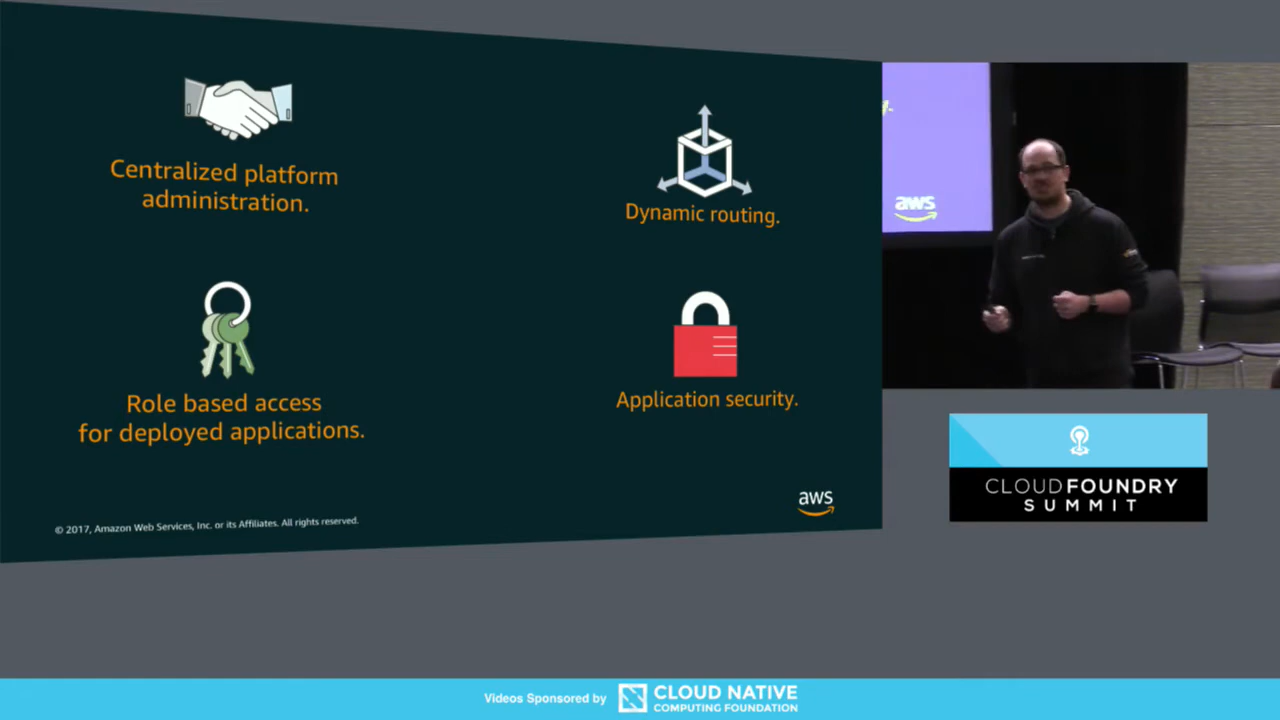 Centralized platform
administration.
Dynamic routing.
Role based access
for deployed applications.
Application security.
aws
© 2017, Amazon Web Services, Inc. or its Affiliates. All rights reserved.
aws
CLOUD FOUNDRY
SUMMIT
Videos Sponsored by
CLOUD NATIVE
COMPUTING FOUNDATION